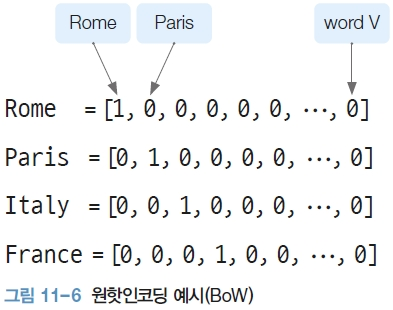 Rome Paris word V
Rome = [1, 0, 0, 0, 0, 0, ⋯, 0]
Paris = [0, 1, 0, 0, 0, 0, ⋯, 0]
Italy = [0, 0, 1, 0, 0, 0, ⋯, 0]
France = [0, 0, 0, 1, 0, 0, ⋯, 0]
그림 11-6 원핫인코딩 예시(BoW)